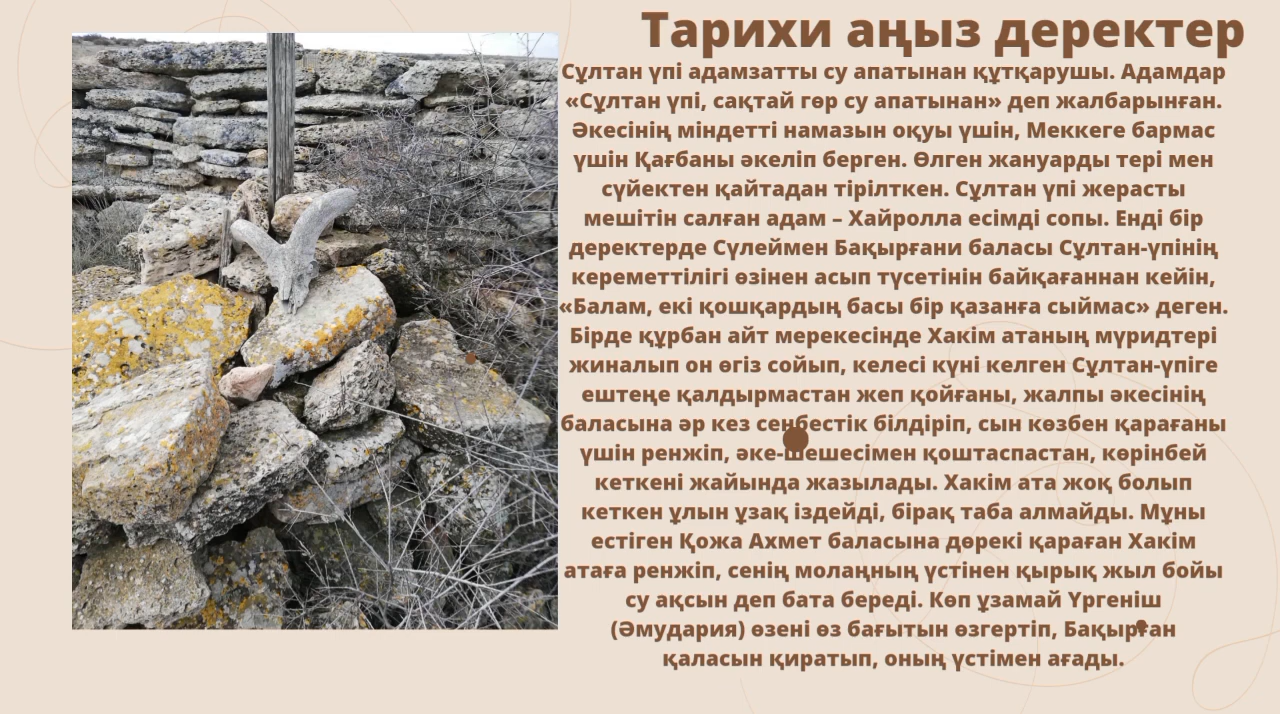 Тарихи аңыз деректер
Сұлтан үпі адамзатты су апатынан құтқарушы. Адамдар
«Сұлтан үпі, сақтай гөр су апатынан» деп жалбарынған.
Әкесінің міндетті намазын оқуы үшін, Меккеге бармас
үшін Қағбаны әкеліп берген. Өлген жануарды тері мен
сүйектен қайтадан тірілткен. Сұлтан үпі жерасты
мешітін салған адам – Хайролла есімді сопы. Енді бір
деректерде Сүлеймен Бақырғани баласы Сұлтан-үпінің
кереметтілігі өзінен асып түсетінін байқағаннан кейін,
«Балам, екі қошқардың басы бір қазанға сыймас» деген.
Бірде құрбан айт мерекесінде Хакім атаның мүридтері
жиналып он өгіз сойып, келесі күні келген Сұлтан-үпіге
ештеңе қалдырмастан жеп қойғаны, жалпы әкесінің
баласына әр кез сенбестік білдіріп, сын көзбен қарағаны
үшін ренжіп, әке-шешесімен қоштаспастан, көрінбей
кеткені жайында жазылады. Хакім ата жоқ болып
кеткен ұлын ұзақ іздейді, бірақ таба алмайды. Мұны
естіген Қожа Ахмет баласына дөрекі қараған Хакім
атаға ренжіп, сенің молаңның үстінен қырық жыл бойы
су ақсын деп бата береді. Көп ұзамай Үргеніш
(Әмудария) өзені өз бағытын өзгертіп, Бақырған
қаласын қиратып, оның үстімен ағады.